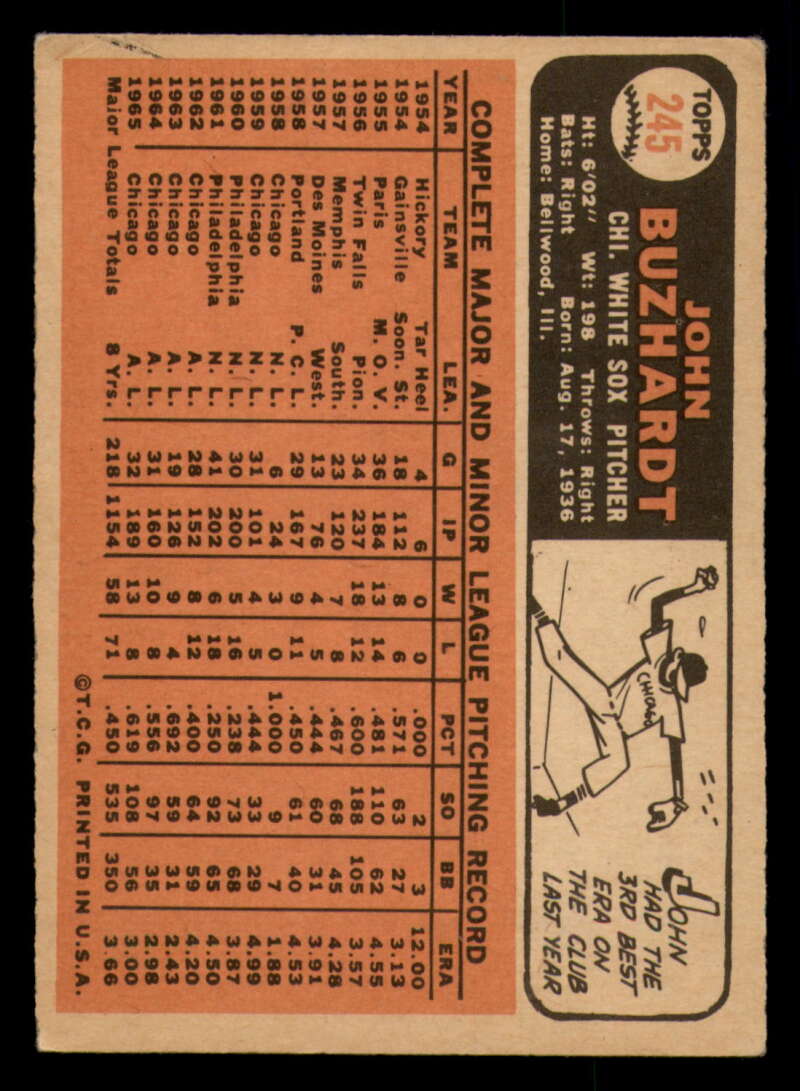 TOPPS
245
JOHN
BUZHARDT
CHI. WHITE SOX PITCHER
Ht: 6'02" Wt: 198 Throws: Right
Bats: Right Born: Aug. 17, 1936
Home: Bellwood, Ill.
CHICAGO
JOHN
HAD THE
3RD BEST
ERA ON
THE CLUB
LAST YEAR
COMPLETE MAJOR AND MINOR LEAGUE PITCHING RECORD
YEAR TEAM LEA. G IP W L PCT SO BB ERA
1954 Hickory Tar Heel 4 6 0 0 .000 2 3 12.00
1954 Gainsville Soon. St. 18 112 8 6 .571 63 27 3.13
1955 Paris M. O. V. 36 184 13 14 .481 110 62 4.55
1956 Twin Falls Pion. 34 237 18 12 .600 188 105 3.57
1957 Memphis South. 23 120 7 8 .467 68 45 4.28
1957 Des Moines West. 13 76 4 5 .444 60 31 3.91
1958 Portland P. C. L. 29 167 9 11 .450 61 40 4.53
1958 Chicago N. L. 6 24 3 0 1.000 9 7 1.88
1959 Chicago N. L. 31 101 4 5 .444 33 29 4.99
1960 Philadelphia N. L. 30 200 5 16 .238 73 68 3.87
1961 Philadelphia N. L. 41 202 6 18 .250 92 65 4.50
1962 Chicago A. L. 28 152 8 12 .400 64 59 4.20
1963 Chicago A. L. 19 126 9 4 .692 59 31 2.43
1964 Chicago A. L. 31 160 10 8 .556 97 35 2.98
1965 Chicago A. L. 32 189 13 8 .619 108 56 3.00
Major League Totals 8 Yrs. 218 1154 58 71 .450 535 350 3.66
©T.C.G. PRINTED IN U.S.A.